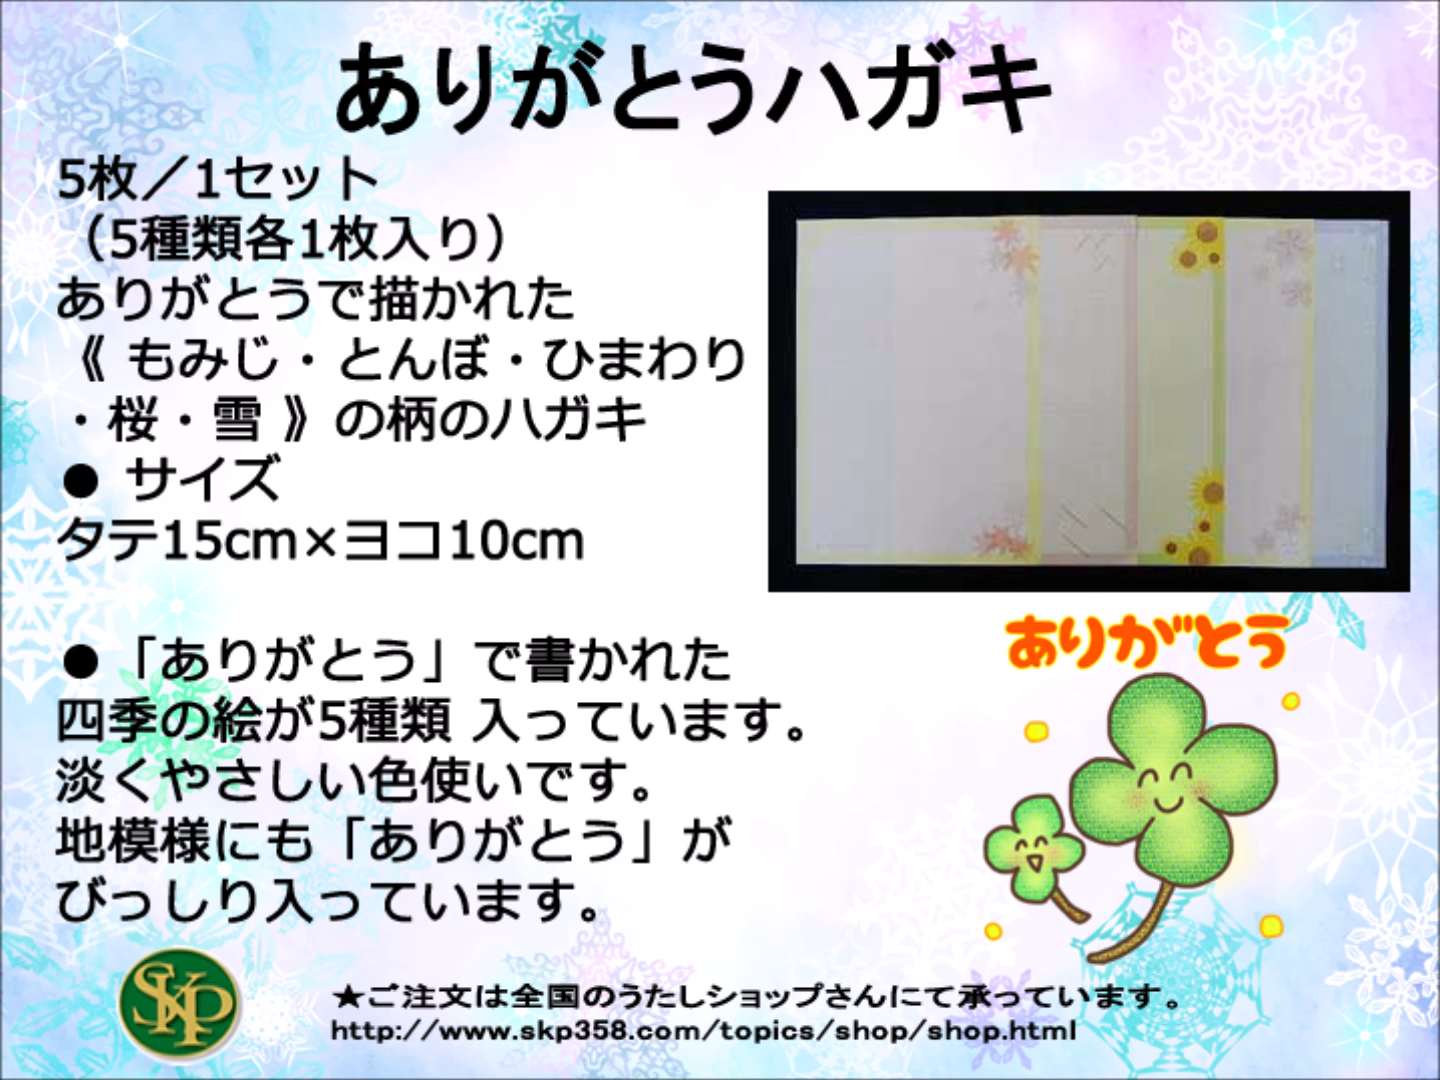 ありがとうハガキ
5枚／1セット
（5種類各1枚入り）
ありがとうで描かれた
《 もみじ・とんぼ・ひまわり
・桜・雪 》の柄のハガキ
● サイズ
タテ15cm×ヨコ10cm
●「ありがとう」で書かれた
四季の絵が5種類 入っています。
淡くやさしい色使いです。
地模様にも「ありがとう」が
びっしり入っています。
ありがとう
SKP
★ご注文は全国のうたしショップさんにて承っています。
http://www.skp358.com/topics/shop/shop.html